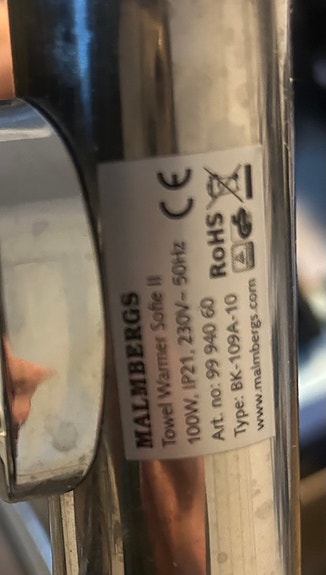 MALMBERGS
Towel Warmer Sofie II
100W, IP21, 230V~ 50Hz
Art. no: 99 940 60
Type: BK-109A-10
www.malmbergs.com
CE
RoHS